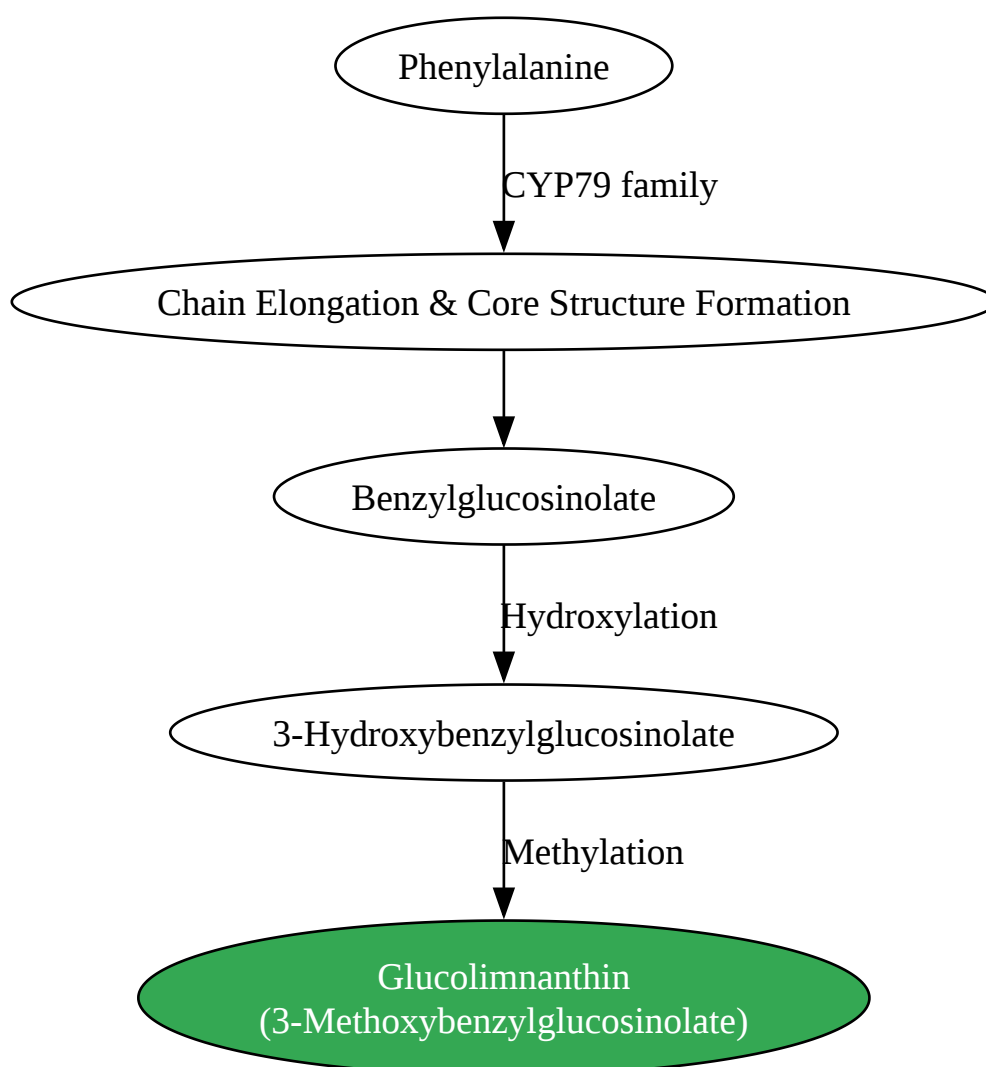 Phenylalanine
CYP79 family
Chain Elongation & Core Structure Formation
Benzylglucosinolate
Hydroxylation
3-Hydroxybenzylglucosinolate
Methylation
Glucolimnanthin
(3-Methoxybenzylglucosinolate)